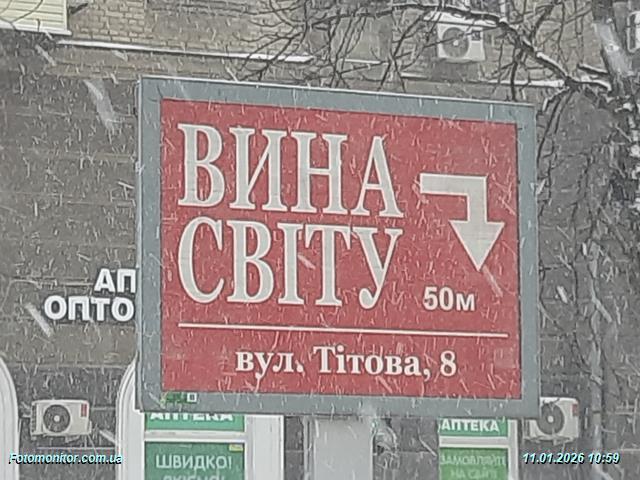 ВИНА
СВІТУ
50м
вул. Тітова, 8
АП
ОПТО
АПТЕКА
ШВИДКО!
АПТЕКА
ЗАМОВЛЯЙТЕ
НА САЙТІ
Fotomonitor.com.ua
11.01.2026 10:59